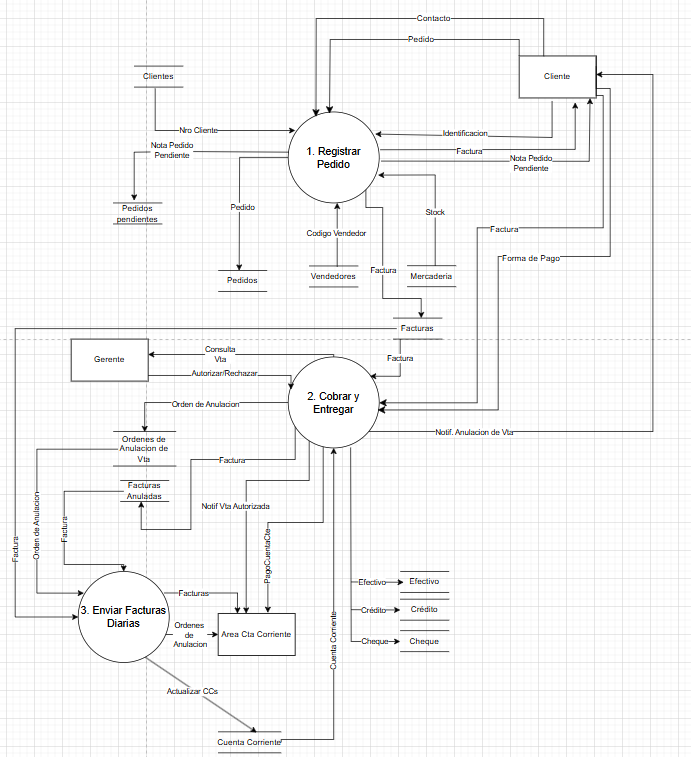 Contacto
Pedido
Clientes
Cliente
Nro Cliente
Identificacion
Nota Pedido
Pendiente
1. Registrar
Pedido
Factura
Nota Pedido
Pendiente
Pedidos
pendientes
Pedido
Stock
Codigo Vendedor
Factura
Forma de Pago
Factura
Pedidos
Vendedores
Mercaderia
Facturas
Gerente
Consulta
Vta
Factura
Autorizar/Rechazar
2. Cobrar y
Entregar
Orden de Anulacion
Notif. Anulacion de Vta
Ordenes de
Anulacion de
Vta
Factura
Facturas
Anuladas
Notif Vta Autorizada
Factura
Orden de Anulacion
Factura
PagoCuentaCte
Efectivo
Efectivo
Facturas
Crédito
Crédito
3. Enviar Facturas
Diarias
Ordenes
de
Anulacion
Area Cta Corriente
Cuenta Corriente
Cheque
Cheque
Actualizar CCs
Cuenta Corriente